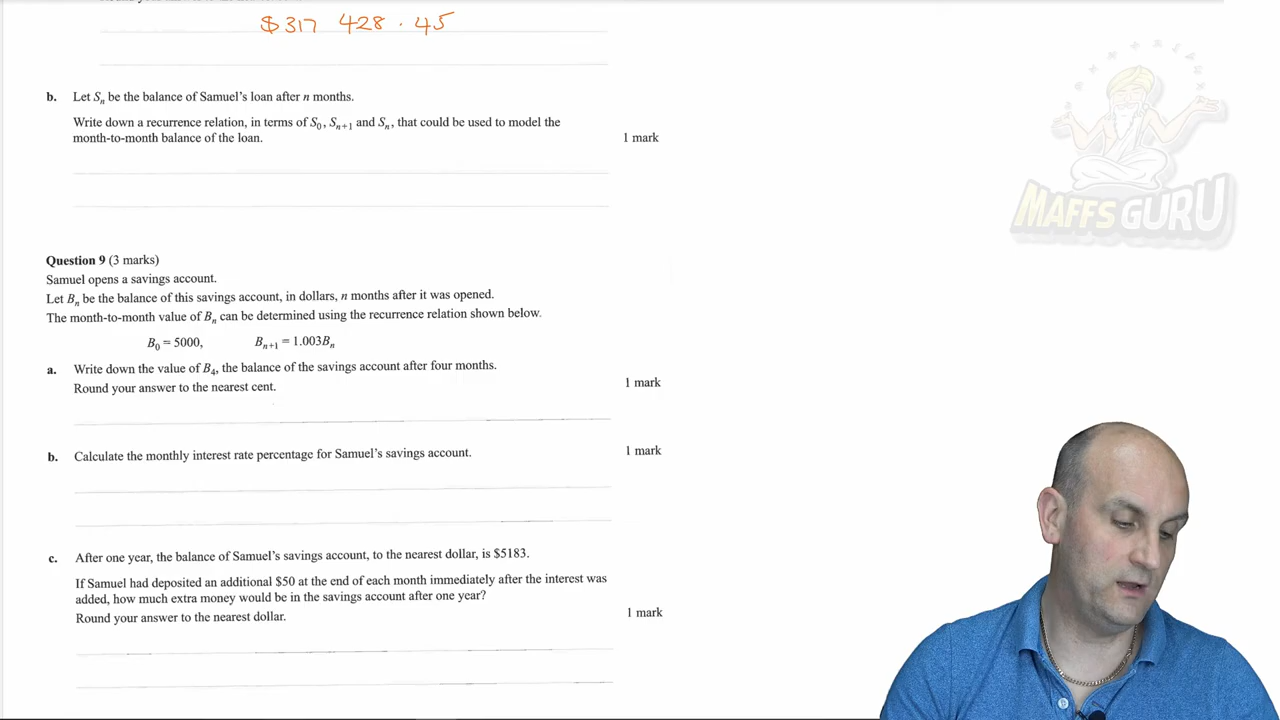 $317 428.45
b. Let Sn be the balance of Samuel's loan after n months.
Write down a recurrence relation, in terms of S0, Sn+1 and Sn, that could be used to model the
month-to-month balance of the loan.
1 mark
Question 9 (3 marks)
Samuel opens a savings account.
Let Bn be the balance of this savings account, in dollars, n months after it was opened.
The month-to-month value of Bn can be determined using the recurrence relation shown below.
B0 = 5000, Bn+1 = 1.003Bn
a. Write down the value of B4, the balance of the savings account after four months.
Round your answer to the nearest cent.
1 mark
b. Calculate the monthly interest rate percentage for Samuel's savings account.
1 mark
c. After one year, the balance of Samuel's savings account, to the nearest dollar, is $5183.
If Samuel had deposited an additional $50 at the end of each month immediately after the interest was
added, how much extra money would be in the savings account after one year?
Round your answer to the nearest dollar.
1 mark
MAFFS GURU